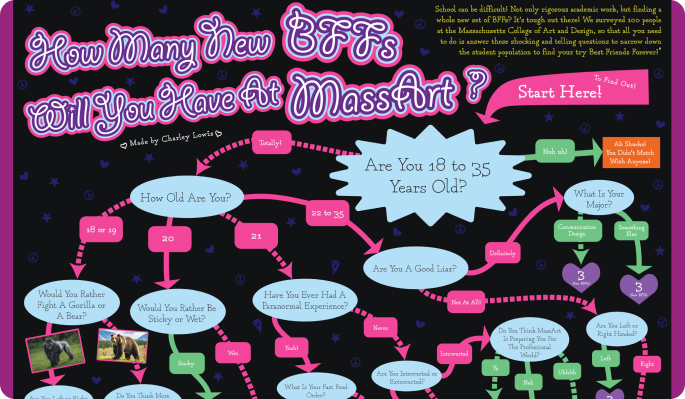 School can be difficult! Not only rigorous academic work, but finding a
whole new set of BFFs? It's tough out there! We surveyed 100 people
at the Massachusetts College of Art and Design, so that all you need
to do is answer these shocking and telling questions to narrow down
the student population to find your try Best Friends Forever!*
How Many New BFFs
Will You Have At MassArt?
Made by Charley Lowis
To Find Out!
Start Here!
Are You 18 to 35
Years Old?
Totally!
Nah uh!
Ah Shucks!
You Didn't Match
With Anyone!
How Old Are You?
What Is Your
Major?
18 or 19
20
21
22 to 35
Communication
Design
Something
Else
Are You A Good Liar?
Definitely
3
New BFFs!
3
New BFFs!
Would You Rather
Fight A Gorilla or
A Bear?
Would You Rather Be
Sticky or Wet?
Have You Ever Had A
Paranormal Experience?
Not At All!
Never
Do You Think MassArt
Is Preparing You For
The Professional
World?
Are You Left or
Right Handed?
Yeah!
Introverted
Sticky
Wet
Ya
Nah
Uhhhh
Left
Right
Are You Introverted or
Extroverted?
What Is Your Fast Food
Order?
Are You Left or Right
Do You Think More
3